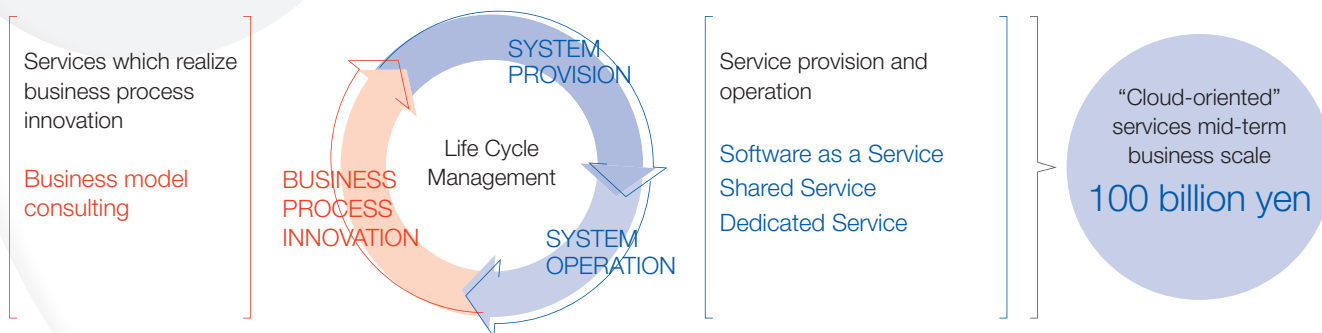 Services which realize
business process
innovation
Business model
consulting
SYSTEM
PROVISION
Life Cycle
Management
BUSINESS
PROCESS
INNOVATION
SYSTEM
OPERATION
Service provision and
operation
Software as a Service
Shared Service
Dedicated Service
“Cloud-oriented”
services mid-term
business scale
100 billion yen